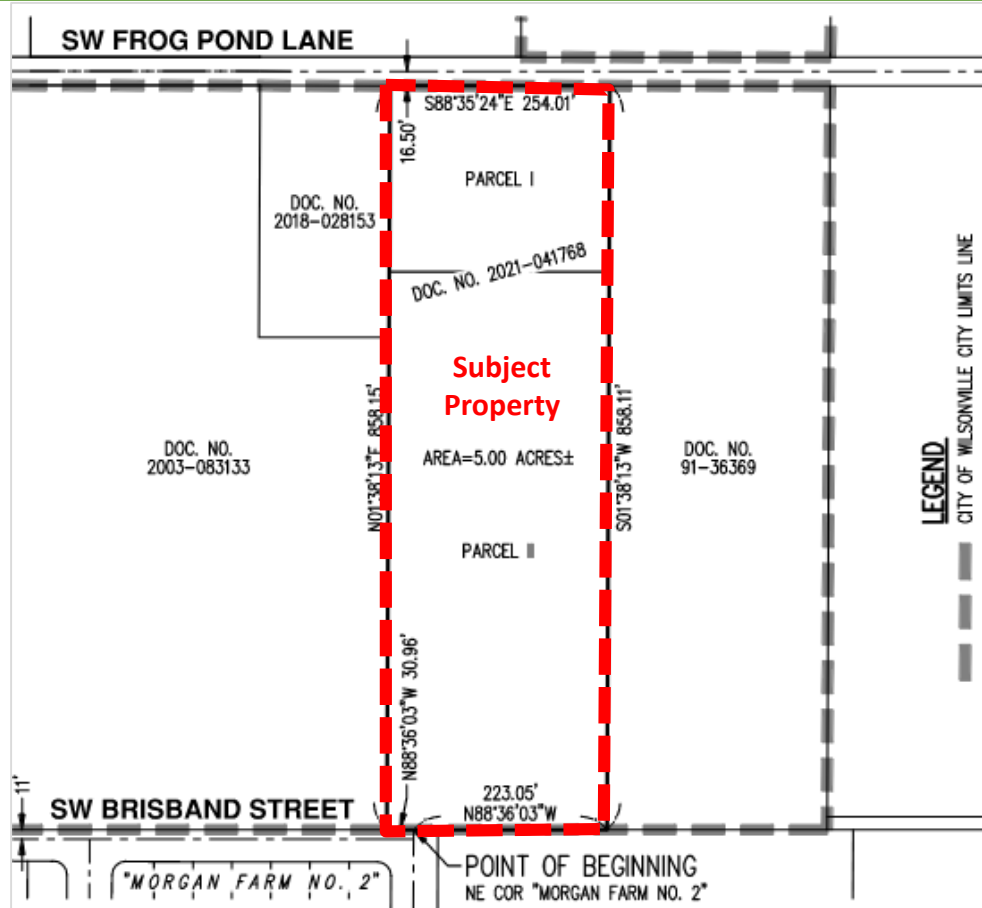 SW FROG POND LANE
S88°35'24"E 254.01'
16.50'
PARCEL I
DOC. NO.
2018-028153
DOC. NO. 2021-041768
Subject
Property
N01°38'13"E 858.15'
AREA=5.00 ACRES±
S01°38'13"W 858.11'
DOC. NO.
2003-083133
DOC. NO.
91-36369
PARCEL II
LEGEND
CITY OF WILSONVILLE CITY LIMITS LINE
N88°36'03"W 30.96'
11'
SW BRISBAND STREET
223.05'
N88°36'03"W
POINT OF BEGINNING
NE COR "MORGAN FARM NO. 2"
"MORGAN FARM NO. 2"